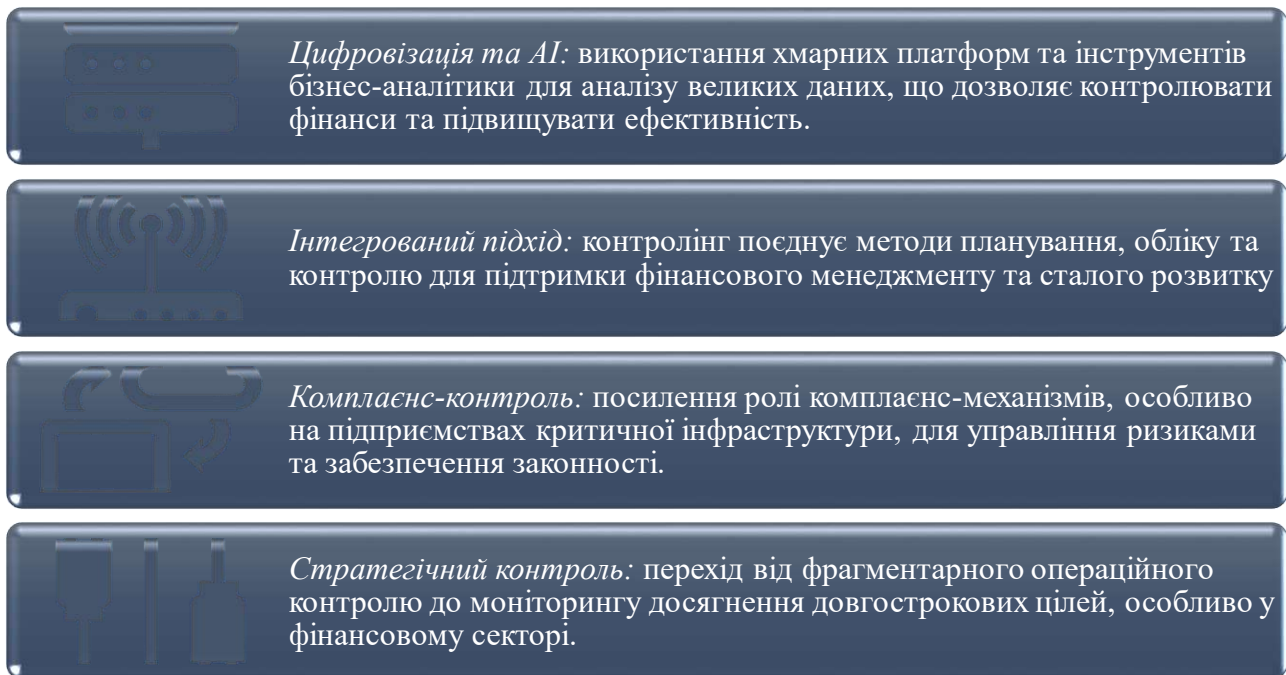 Цифровізація та AI: використання хмарних платформ та інструментів
бізнес-аналітики для аналізу великих даних, що дозволяє контролювати
фінанси та підвищувати ефективність.
Інтегрований підхід: контролінг поєднує методи планування, обліку та
контролю для підтримки фінансового менеджменту та сталого розвитку
Комплаєнс-контроль: посилення ролі комплаєнс-механізмів, особливо
на підприємствах критичної інфраструктури, для управління ризиками
та забезпечення законності.
Стратегічний контроль: перехід від фрагментарного операційного
контролю до моніторингу досягнення довгострокових цілей, особливо у
фінансовому секторі.